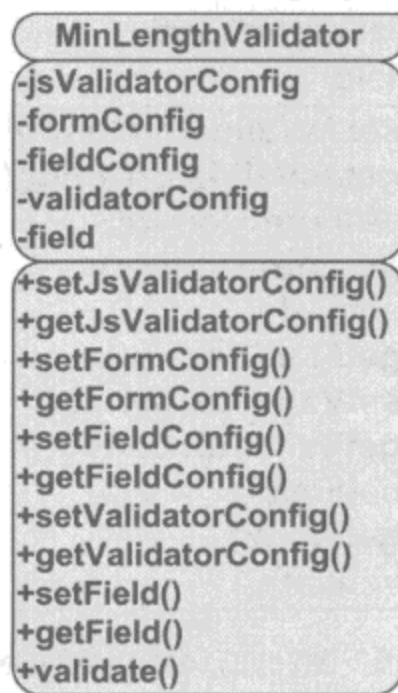 MinLengthValidator
-jsValidatorConfig
-formConfig
-fieldConfig
-validatorConfig
-field
+setJsValidatorConfig()
+getJsValidatorConfig()
+setFormConfig()
+getFormConfig()
+setFieldConfig()
+getFieldConfig()
+setValidatorConfig()
+getValidatorConfig()
+setField()
+getField()
+validate()